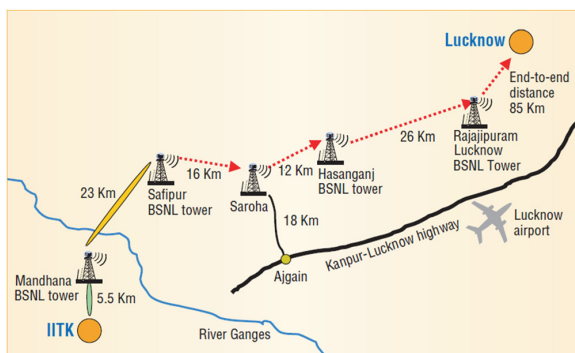 Lucknow
End-to-end
distance
85 Km
Rajajipuram
Lucknow
BSNL Tower
26 Km
12 Km
Hasanganj
BSNL tower
16 Km
Safipur
BSNL tower
Saroha
23 Km
18 Km
Lucknow
airport
Kanpur-Lucknow highway
Ajgain
Mandhana
BSNL tower
5.5 Km
IITK
River Ganges